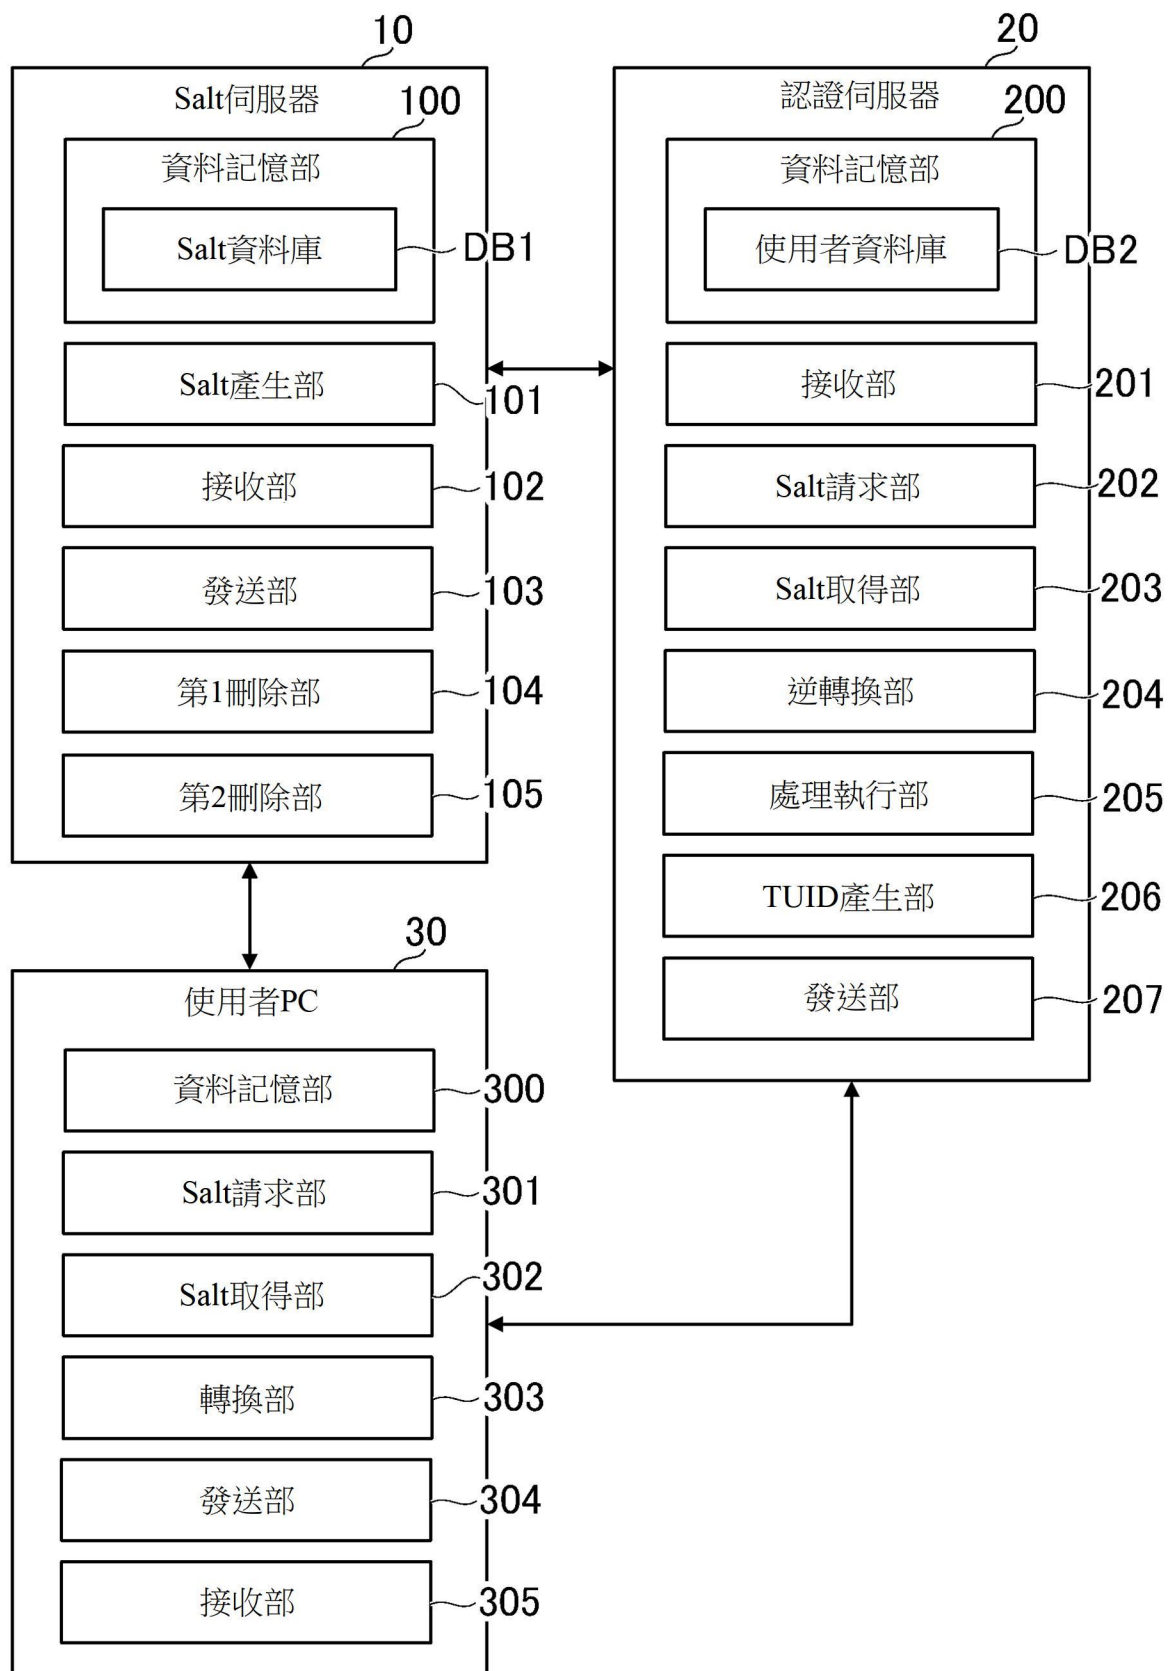 10
Salt伺服器
100
資料記憶部
Salt資料庫
DB1
Salt產生部
101
接收部
102
發送部
103
第1刪除部
104
第2刪除部
105
20
認證伺服器
200
資料記憶部
使用者資料庫
DB2
接收部
201
Salt請求部
202
Salt取得部
203
逆轉換部
204
處理執行部
205
TUID產生部
206
發送部
207
30
使用者PC
資料記憶部
300
Salt請求部
301
Salt取得部
302
轉換部
303
發送部
304
接收部
305